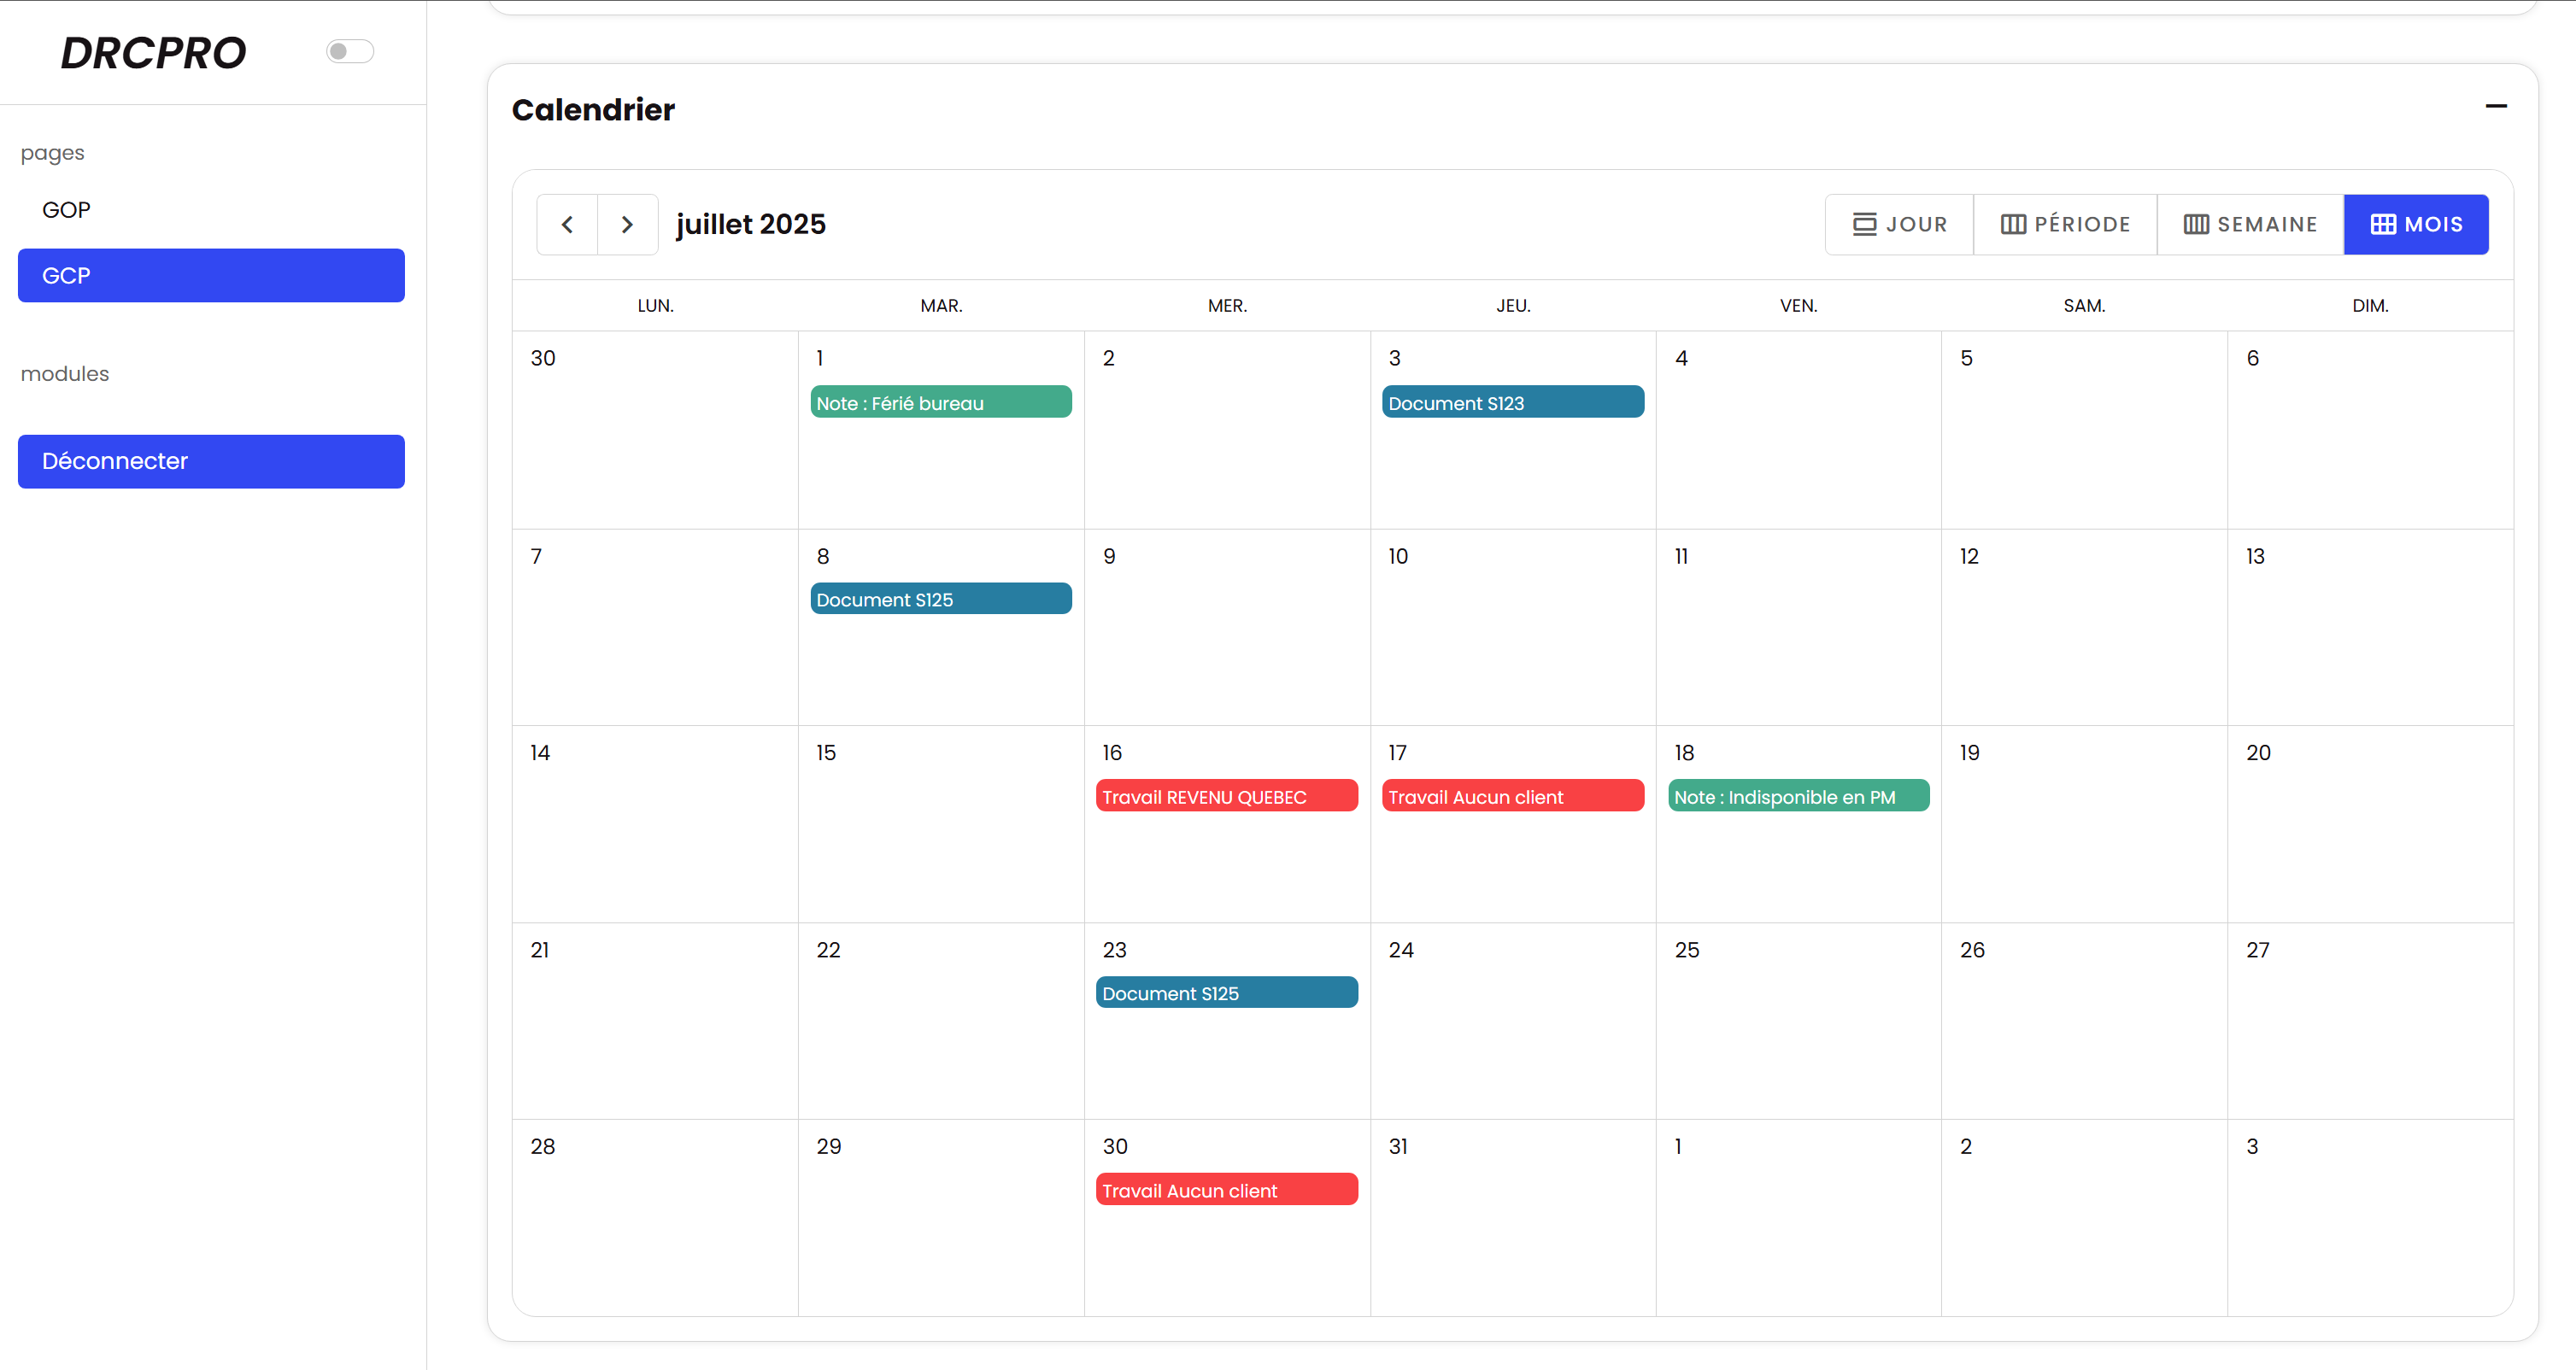 DRCPRO
pages
GOP
GCP
modules
Déconnecter
Calendrier
juillet 2025
JOUR PÉRIODE SEMAINE MOIS
LUN. MAR. MER. JEU. VEN. SAM. DIM.
30 1 2 3 4 5 6
Note : Férié bureau Document S123
7 8 9 10 11 12 13
Document S125
14 15 16 17 18 19 20
Travail REVENU QUEBEC Travail Aucun client Note : Indisponible en PM
21 22 23 24 25 26 27
Document S125
28 29 30 31 1 2 3
Travail Aucun client